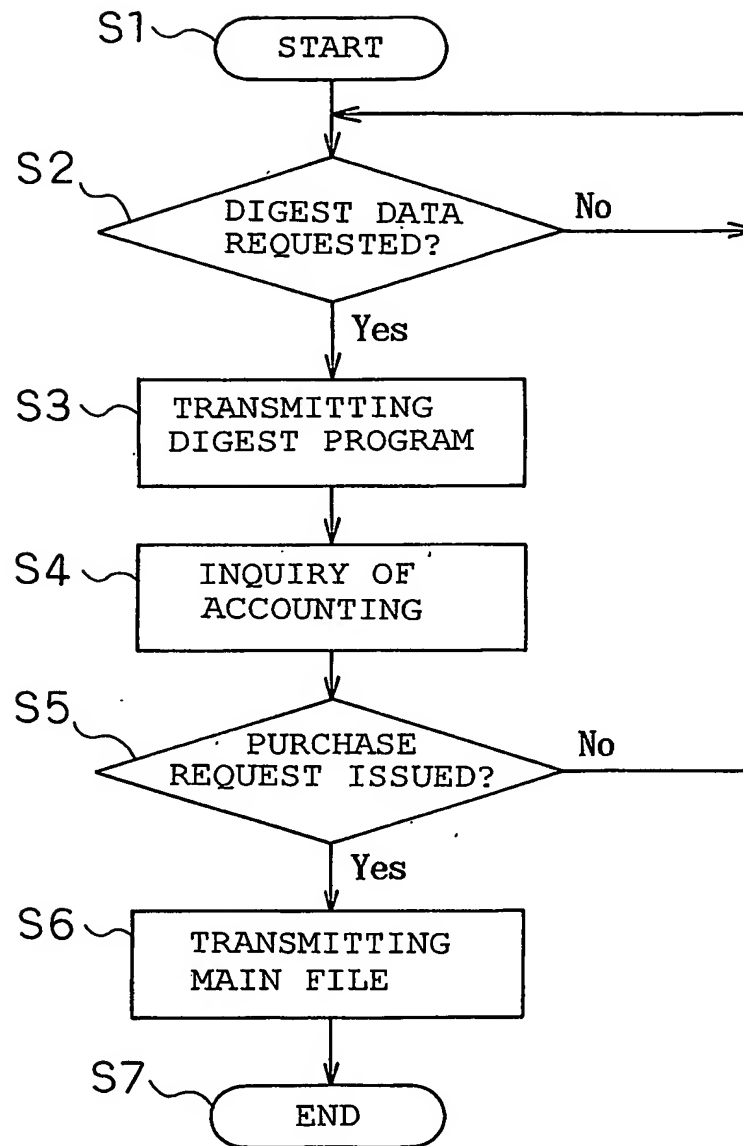 S1
START
S2
DIGEST DATA
REQUESTED?
No
Yes
S3
TRANSMITTING
DIGEST PROGRAM
S4
INQUIRY OF
ACCOUNTING
S5
PURCHASE
REQUEST ISSUED?
No
Yes
S6
TRANSMITTING
MAIN FILE
S7
END